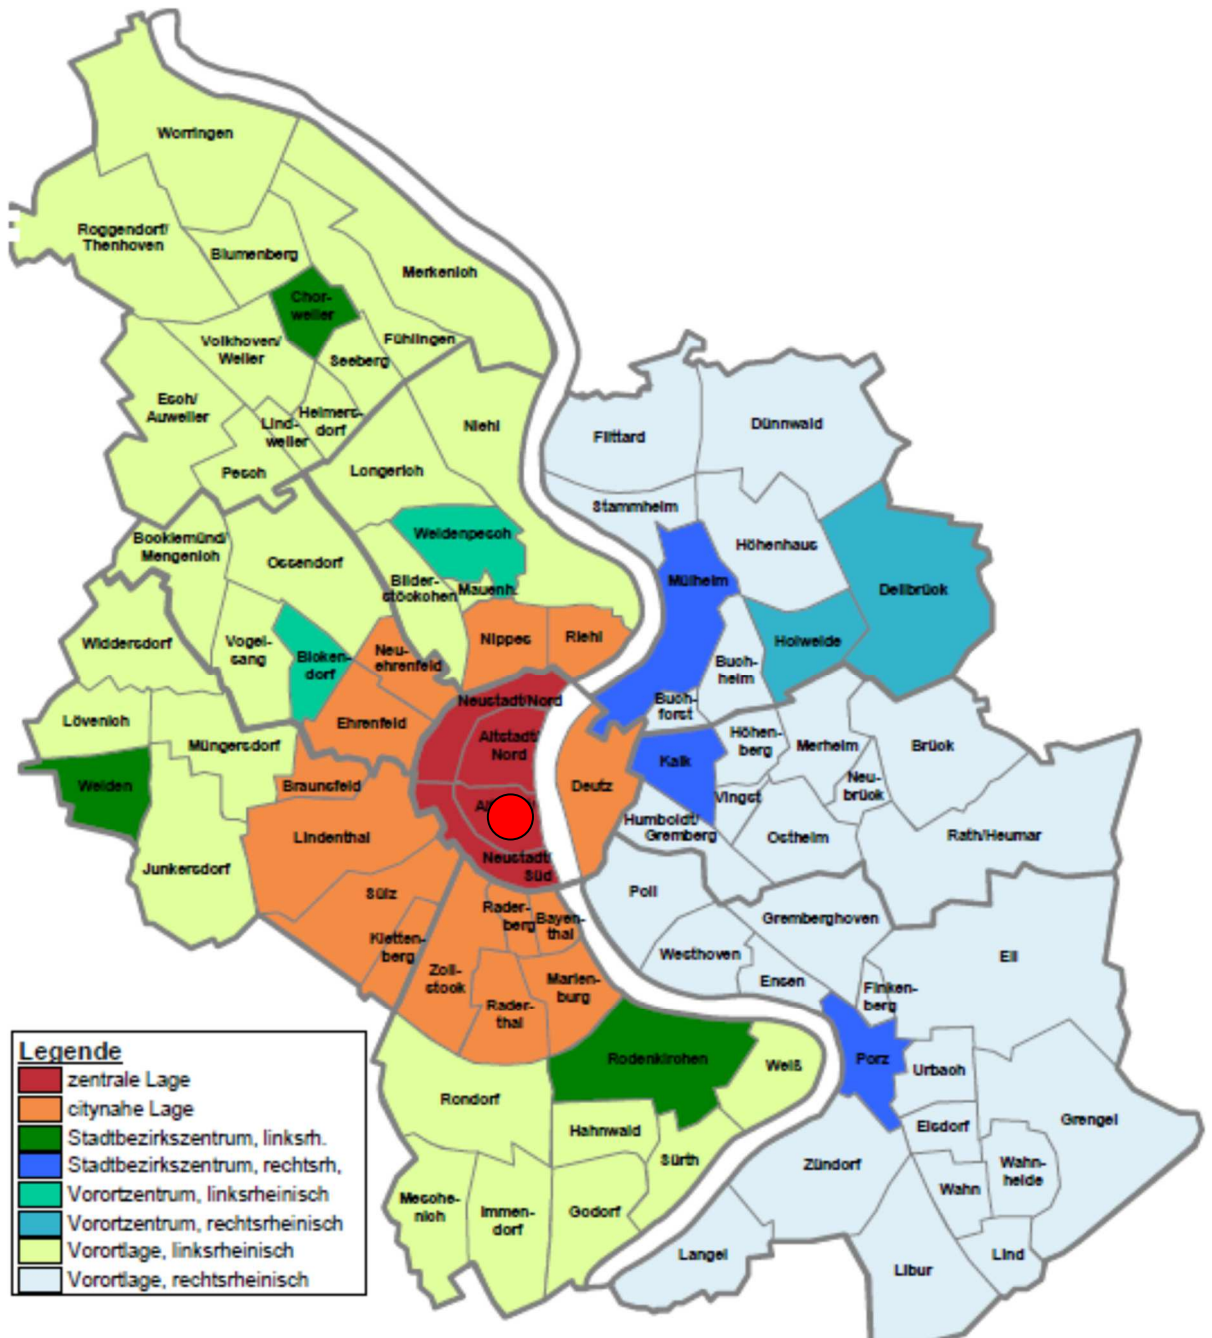 Worringen
Roggendorf/
Thenhoven
Blumenberg
Merkenich
Chor-
weiler
Volkhoven/
Weiler
Fühlingen
Seeberg
Esch/
Auweiler
Heimers-
dorf
Lind-
weiler
Pesch
Niehl
Longerich
Flittard
Dünnwald
Stammheim
Höhenhaus
Weidenpesch
Bocklemünd/
Mengenich
Ossendorf
Bilder-
stöckchen
Mauenh.
Mülheim
Dellbrück
Holweide
Widdersdorf
Vogel-
sang
Bicken-
dorf
Neu-
ehrenfeld
Nippes
Riehl
Buch-
heim
Buch-
forst
Lövenich
Müngersdorf
Ehrenfeld
Neustadt/Nord
Altstadt/
Nord
Höhen-
berg
Merheim
Brück
Kalk
Weiden
Braunsfeld
Deutz
Vingst
Neu-
brück
Humboldt/
Gremberg
Ostheim
Rath/Heumar
Lindenthal
Junkersdorf
Neustadt/
Süd
Sülz
Klettenberg
Rader-
berg
Bayen-
thal
Poll
Gremberghoven
Westhoven
Ensen
Eil
Finken-
berg
Zoll-
stock
Rader-
thal
Marien-
burg
Rodenkirchen
Weiß
Porz
Urbach
Rondorf
Hahnwald
Sürth
Elsdorf
Grengel
Zündorf
Wahn
Wahn-
heide
Mesche-
nich
Immen-
dorf
Godorf
Langel
Libur
Lind
Legende
zentrale Lage
citynahe Lage
Stadtbezirkszentrum, linksrh.
Stadtbezirkszentrum, rechtsrh,
Vorortzentrum, linksrheinisch
Vorortzentrum, rechtsrheinisch
Vorortlage, linksrheinisch
Vorortlage, rechtsrheinisch